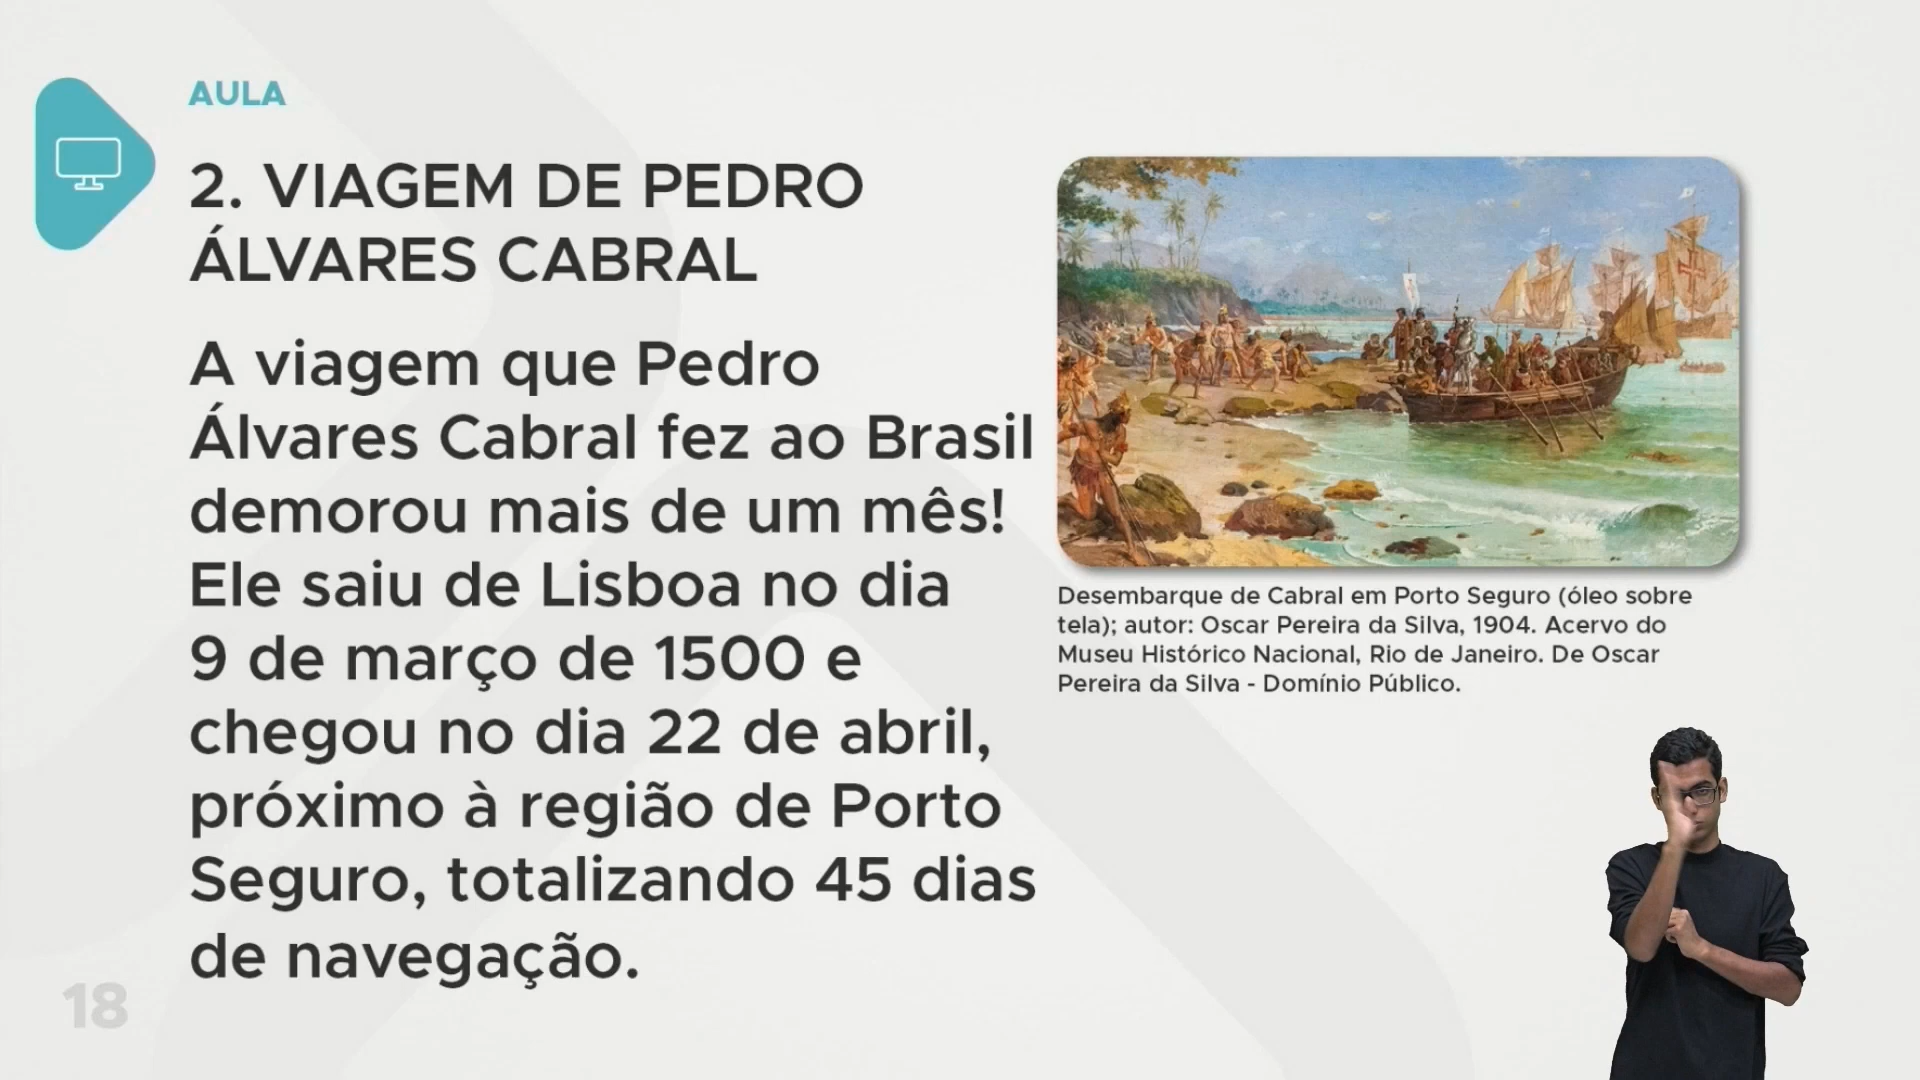 AULA
2. VIAGEM DE PEDRO
ÁLVARES CABRAL
A viagem que Pedro
Álvares Cabral fez ao Brasil
demorou mais de um mês!
Ele saiu de Lisboa no dia
9 de março de 1500 e
chegou no dia 22 de abril,
próximo à região de Porto
Seguro, totalizando 45 dias
de navegação.
Desembarque de Cabral em Porto Seguro (óleo sobre
tela); autor: Oscar Pereira da Silva, 1904. Acervo do
Museu Histórico Nacional, Rio de Janeiro. De Oscar
Pereira da Silva - Domínio Público.
18